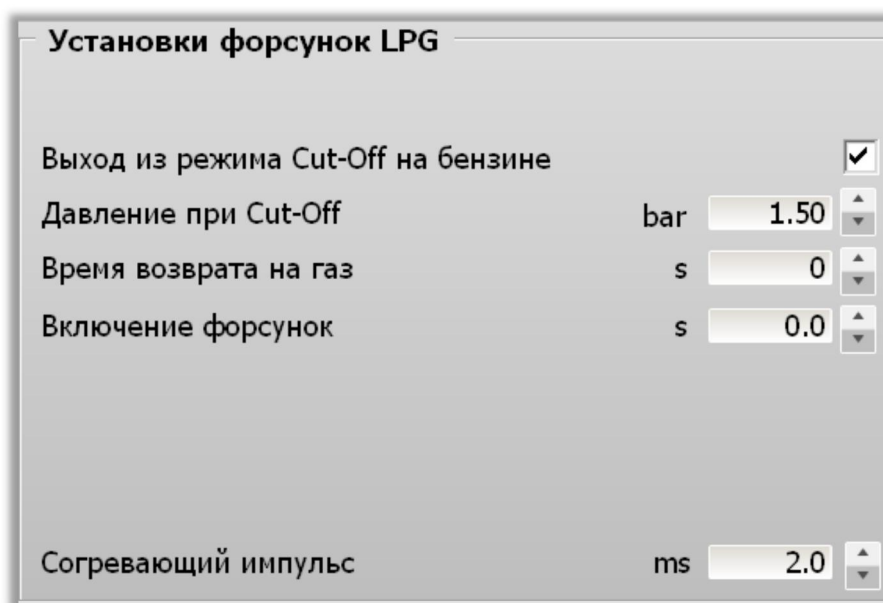 Установки форсунок LPG
Выход из режима Cut-Off на бензине
Давление при Cut-Off bar 1.50
Время возврата на газ s 0
Включение форсунок s 0.0
Согревающий импульс ms 2.0